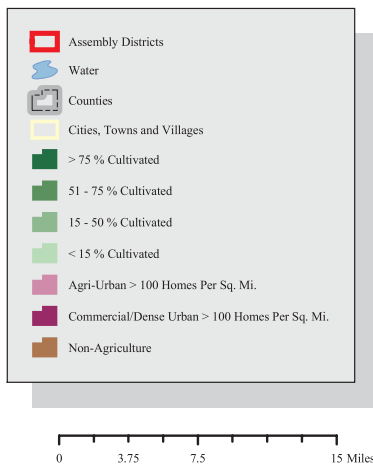 Assembly Districts
Water
Counties
Cities, Towns and Villages
> 75 % Cultivated
51 - 75 % Cultivated
15 - 50 % Cultivated
< 15 % Cultivated
Agri-Urban > 100 Homes Per Sq. Mi.
Commercial/Dense Urban > 100 Homes Per Sq. Mi.
Non-Agriculture
0 3.75 7.5 15 Miles